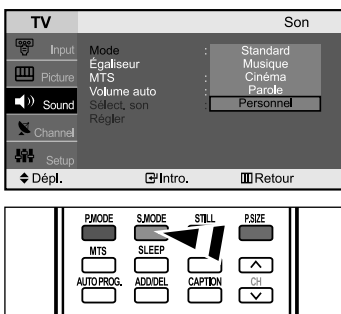 TV Son
Input
Mode : Standard
Égaliseur : Musique
Picture
MTS : Cinéma
Volume auto : Parole
Sound
Sélect. son : Personnel
Régler
Channel
Setup
Dépl. Intro. Retour
P.MODE S.MODE STILL P.SIZE
MTS SLEEP
AUTO PROG. ADD/DEL CAPTION CH